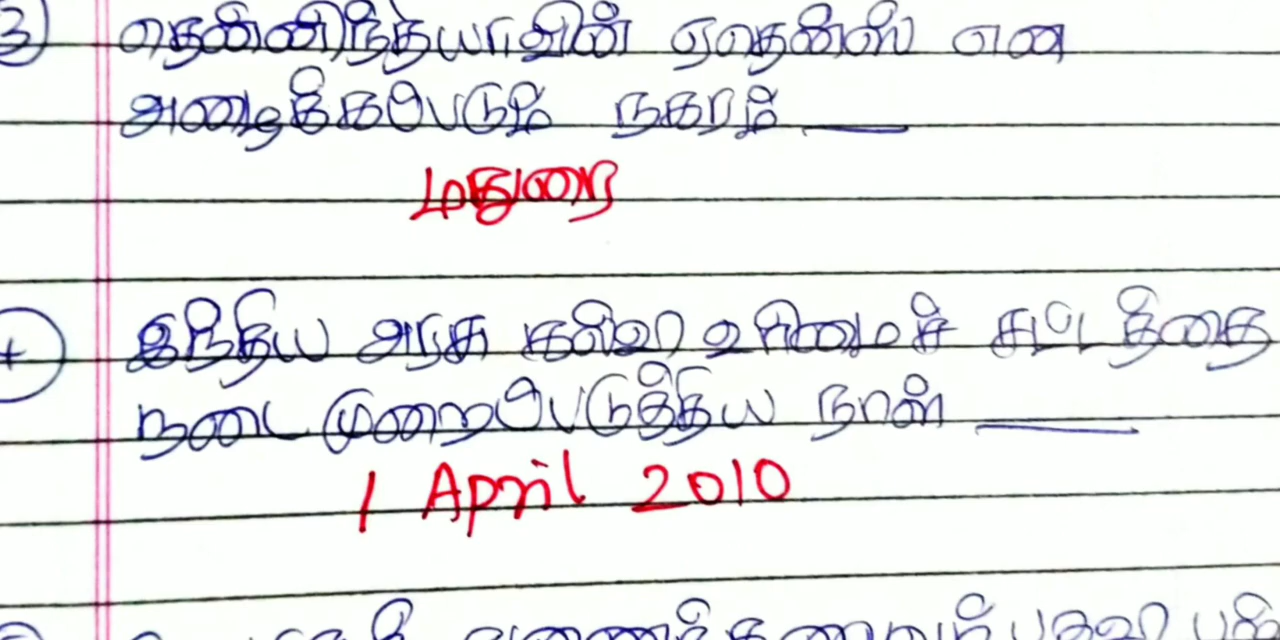 3) தென்னிந்தியாவின் ஏதென்ஸ் என
அழைக்கப்படும் நகரம் ____
மதுரை
இந்திய அரசு கல்வி உரிமைச் சட்டத்தை
நடைமுறைப்படுத்திய நாள் ____
1 April 2010